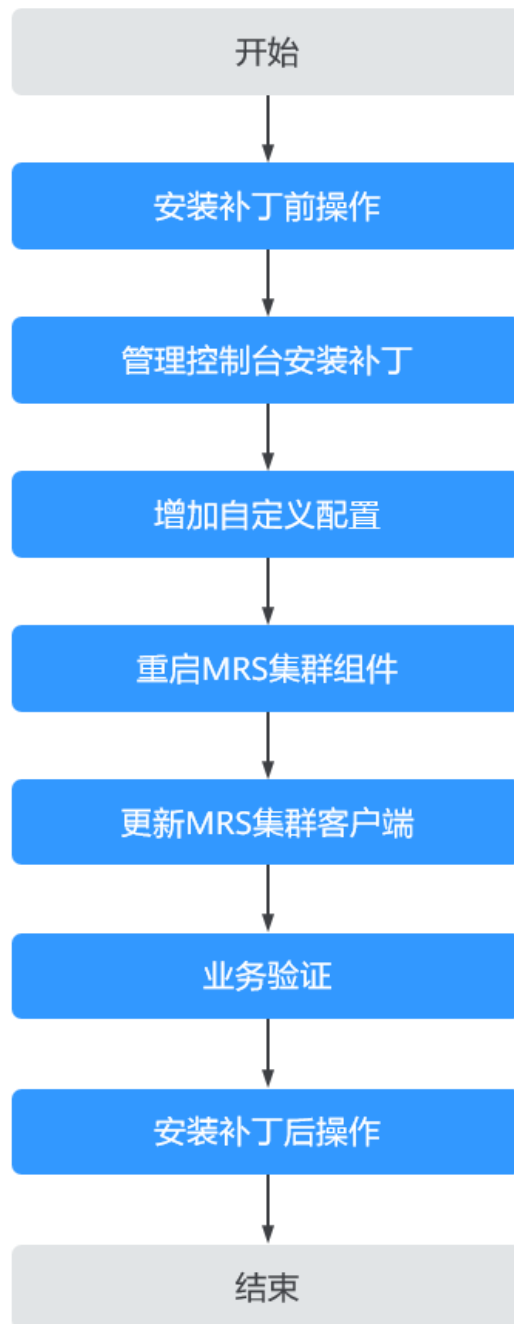 开始
安装补丁前操作
管理控制台安装补丁
增加自定义配置
重启MRS集群组件
更新MRS集群客户端
业务验证
安装补丁后操作
结束